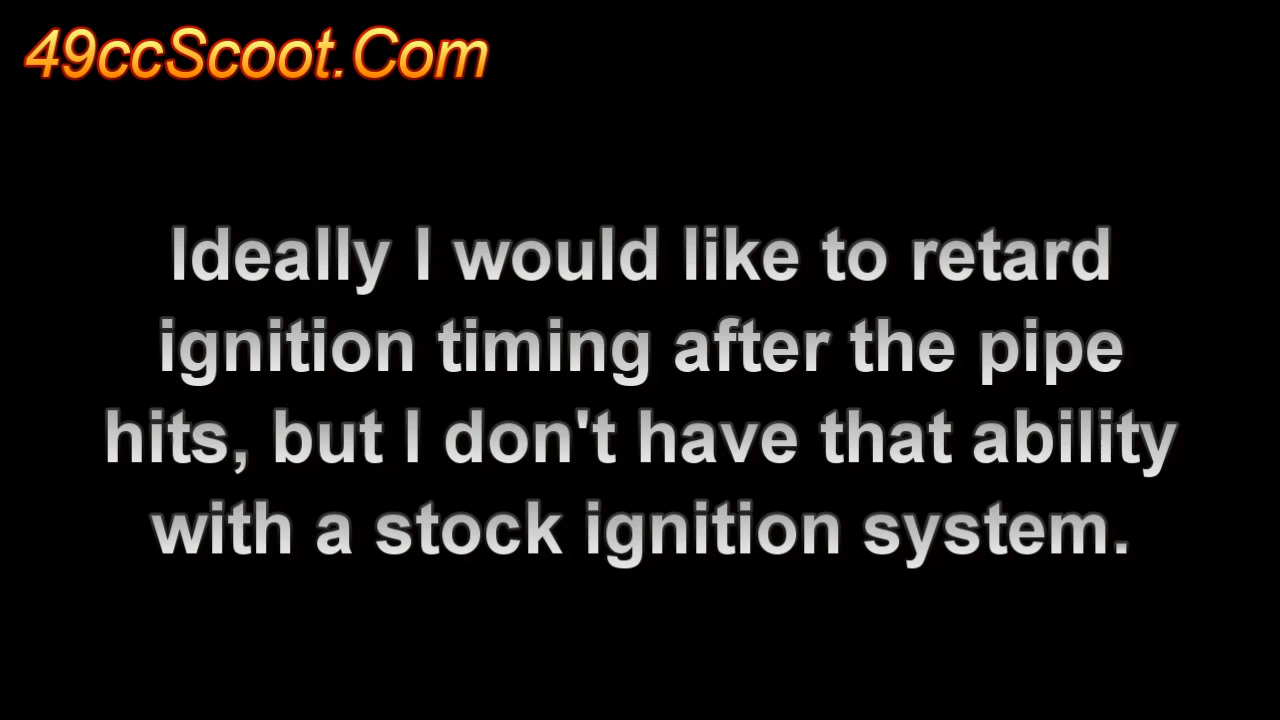 49ccScoot.Com
Ideally I would like to retard
ignition timing after the pipe
hits, but I don't have that ability
with a stock ignition system.